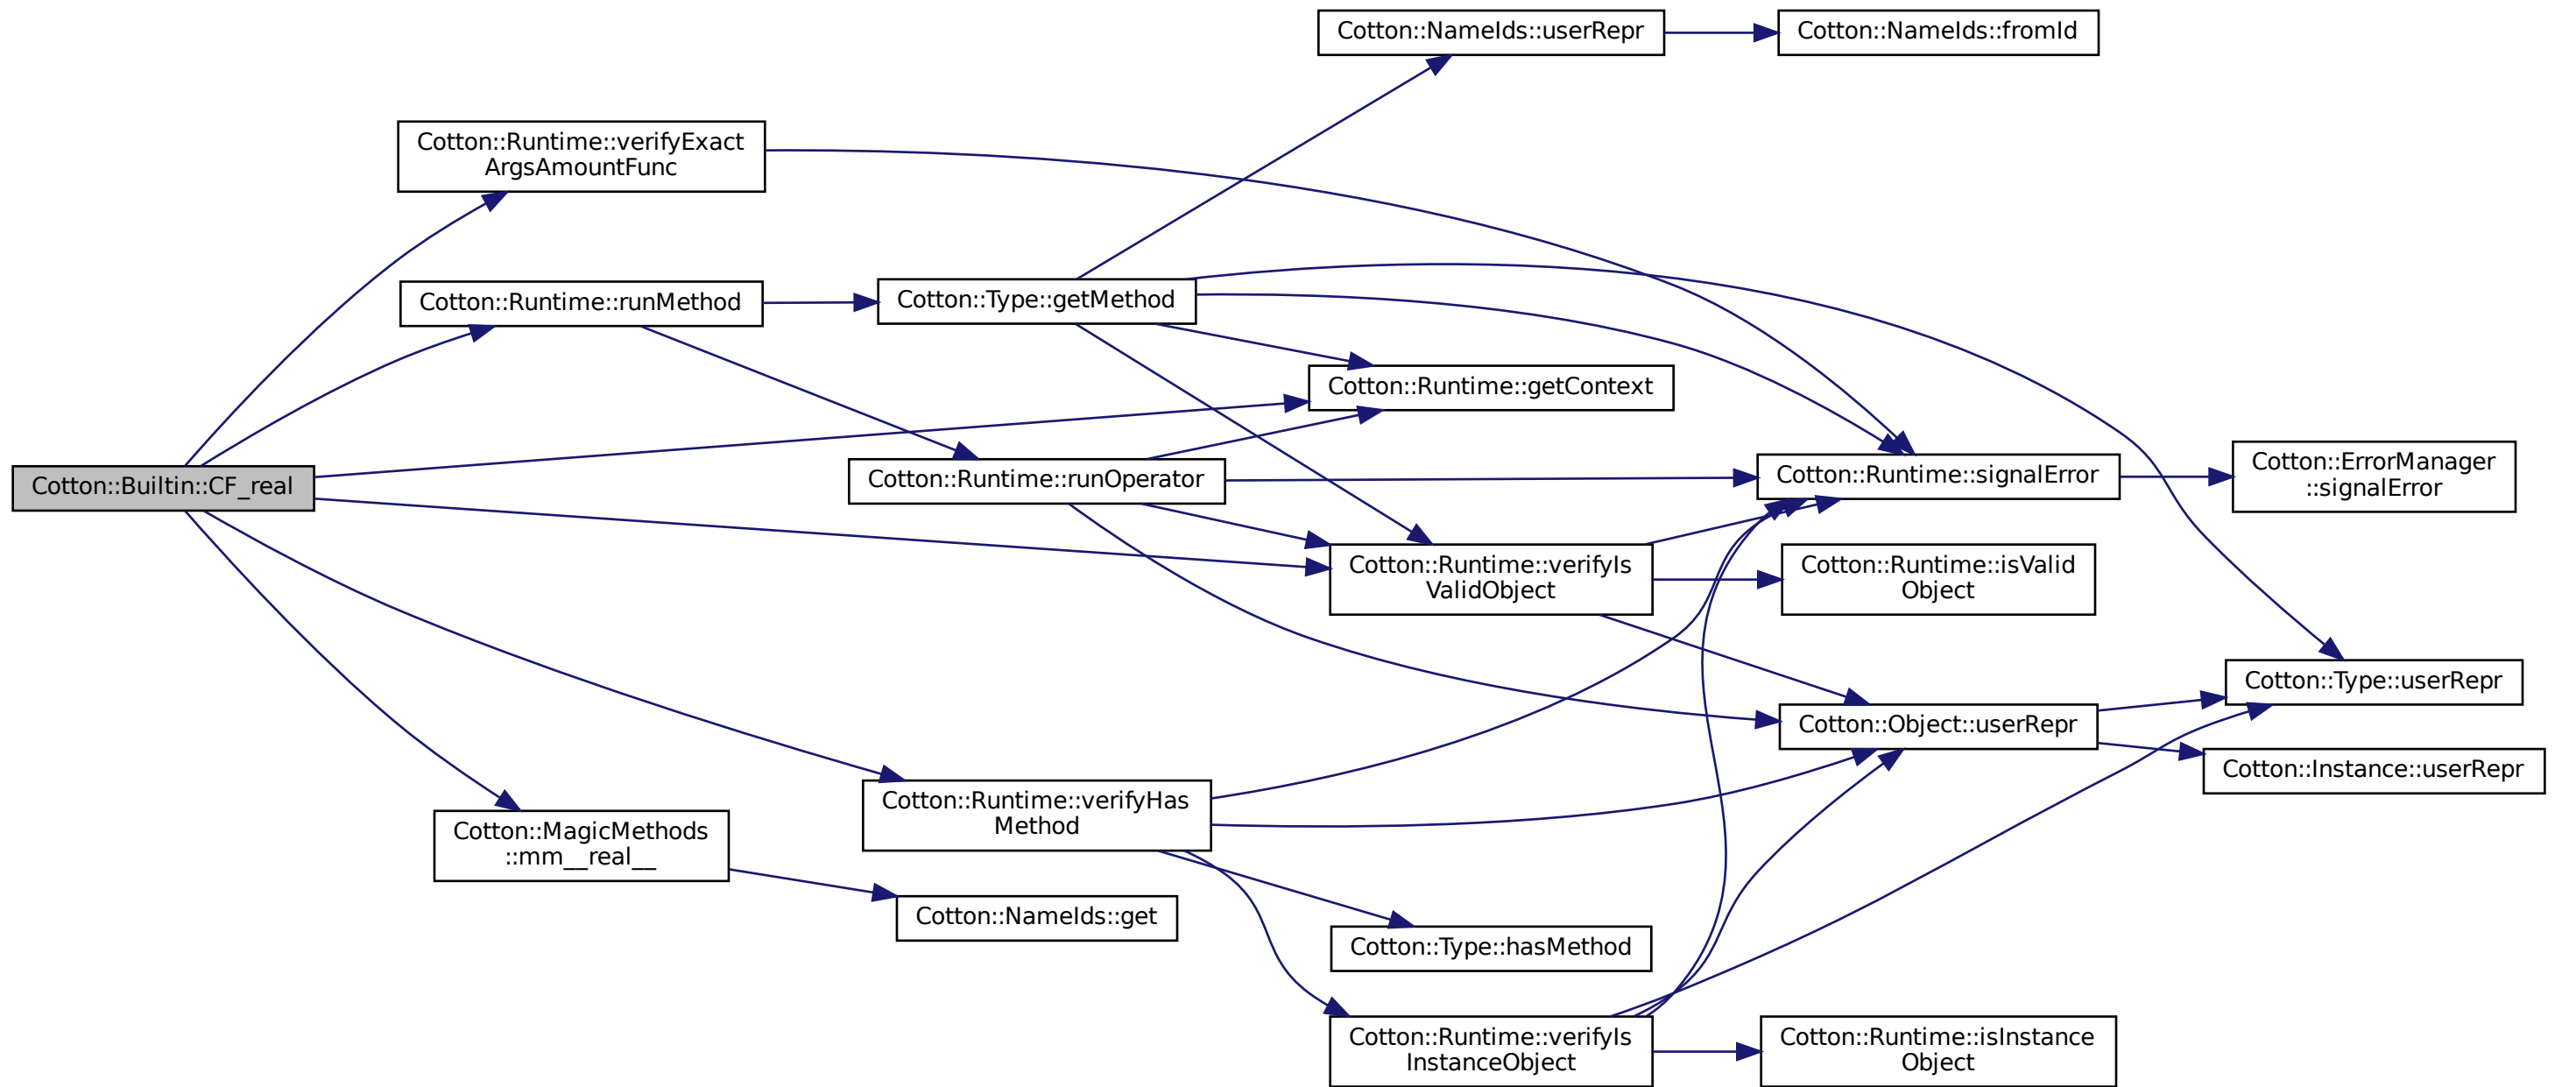 Cotton::NameIds::userRepr
Cotton::NameIds::fromId
Cotton::Runtime::verifyExact
ArgsAmountFunc
Cotton::Runtime::runMethod
Cotton::Type::getMethod
Cotton::Runtime::getContext
Cotton::Builtin::CF_real
Cotton::Runtime::runOperator
Cotton::Runtime::signalError
Cotton::ErrorManager
::signalError
Cotton::Runtime::verifyIs
ValidObject
Cotton::Runtime::isValid
Object
Cotton::Type::userRepr
Cotton::Object::userRepr
Cotton::Instance::userRepr
Cotton::Runtime::verifyHas
Method
Cotton::MagicMethods
::mm__real__
Cotton::NameIds::get
Cotton::Type::hasMethod
Cotton::Runtime::verifyIs
InstanceObject
Cotton::Runtime::isInstance
Object